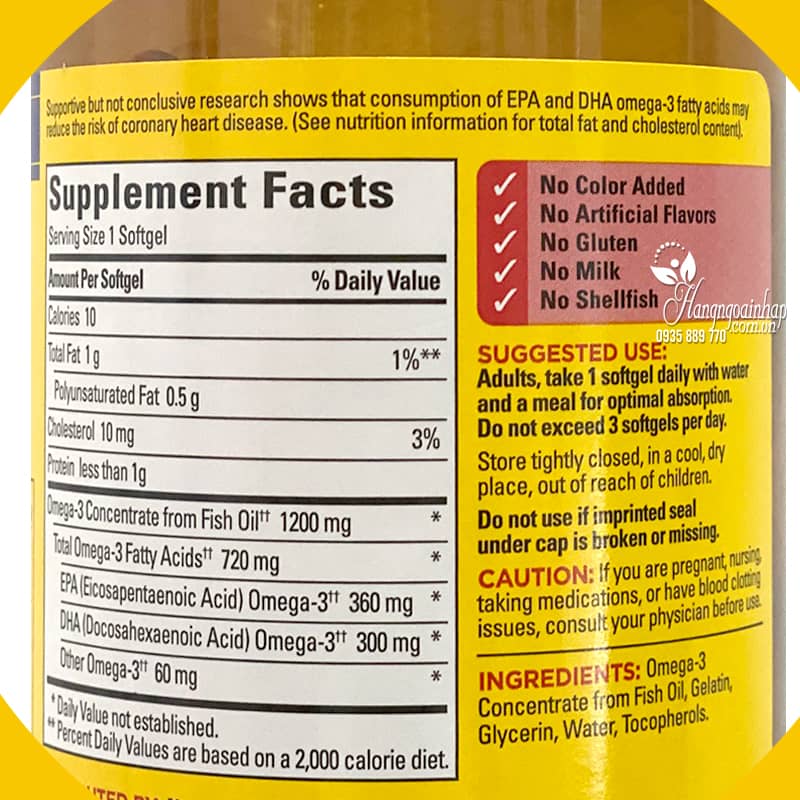 Supportive but not conclusive research shows that consumption of EPA and DHA omega-3 fatty acids may
reduce the risk of coronary heart disease. (See nutrition information for total fat and cholesterol content).
Supplement Facts
Serving Size 1 Softgel
Amount Per Softgel % Daily Value
Calories 10
Total Fat 1 g 1%**
Polyunsaturated Fat 0.5 g
Cholesterol 10 mg 3%
Protein less than 1g
Omega-3 Concentrate from Fish Oil†† 1200 mg *
Total Omega-3 Fatty Acids†† 720 mg *
EPA (Eicosapentaenoic Acid) Omega-3†† 360 mg *
DHA (Docosahexaenoic Acid) Omega-3†† 300 mg *
Other Omega-3†† 60 mg *
* Daily Value not established.
** Percent Daily Values are based on a 2,000 calorie diet.
✓ No Color Added
✓ No Artificial Flavors
✓ No Gluten
✓ No Milk
✓ No Shellfish
Hangngoainhap
.com.vn
0935 889 770
SUGGESTED USE:
Adults, take 1 softgel daily with water
and a meal for optimal absorption.
Do not exceed 3 softgels per day.
Store tightly closed, in a cool, dry
place, out of reach of children.
Do not use if imprinted seal
under cap is broken or missing.
CAUTION: If you are pregnant, nursing,
taking medications, or have blood clotting
issues, consult your physician before use.
INGREDIENTS: Omega-3
Concentrate from Fish Oil, Gelatin,
Glycerin, Water, Tocopherols.